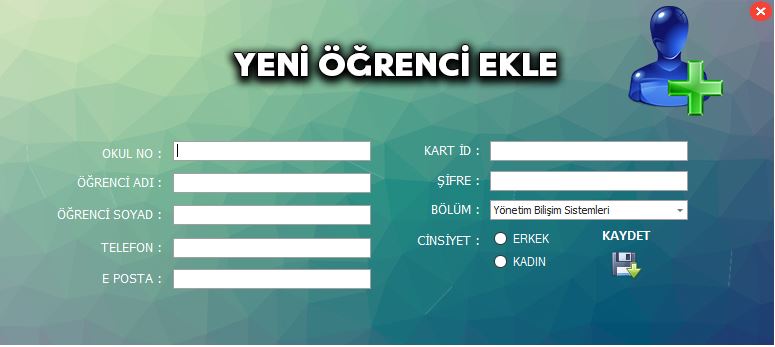 YENİ ÖĞRENCİ EKLE
OKUL NO :
ÖĞRENCİ ADI :
ÖĞRENCİ SOYAD :
TELEFON :
E POSTA :
KART İD :
ŞİFRE :
BÖLÜM : Yönetim Bilişim Sistemleri
CİNSİYET : ERKEK
KADIN
KAYDET